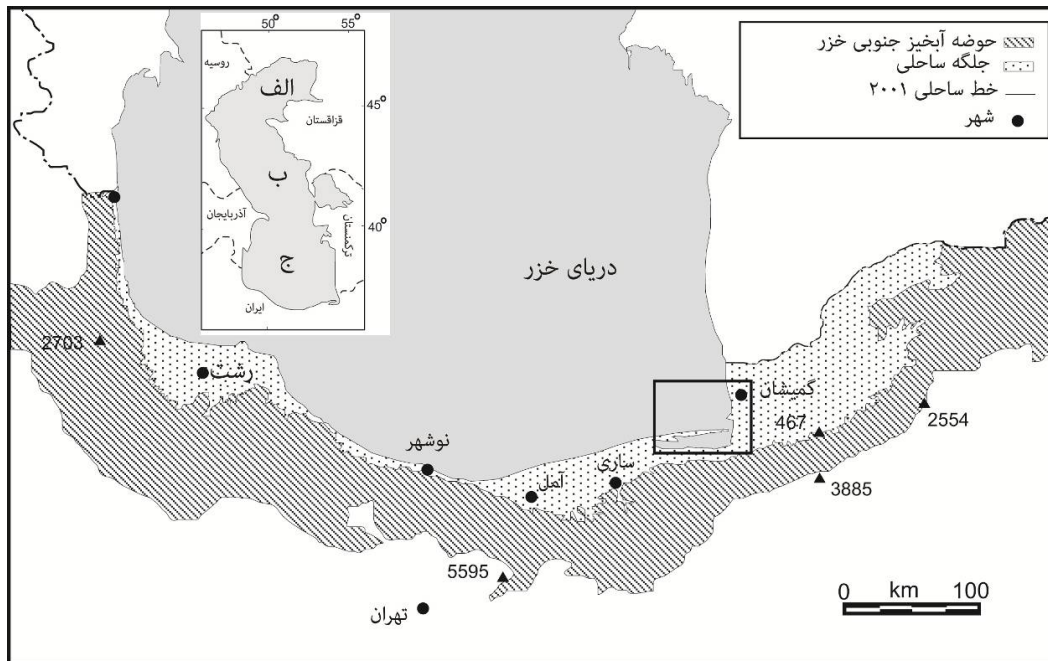 50° 55°
روسیه
الف
45°
قزاقستان
ب
آذربایجان
ترکمنستان
40°
ج
ایران
حوضه آبخیز جنوبی خزر
جلگه ساحلی
خط ساحلی ۲۰۰۱
شهر
دریای خزر
2703
رشت
نوشهر
آمل
ساری
گمیشان
467
2554
3885
5595
تهران
0 km 100